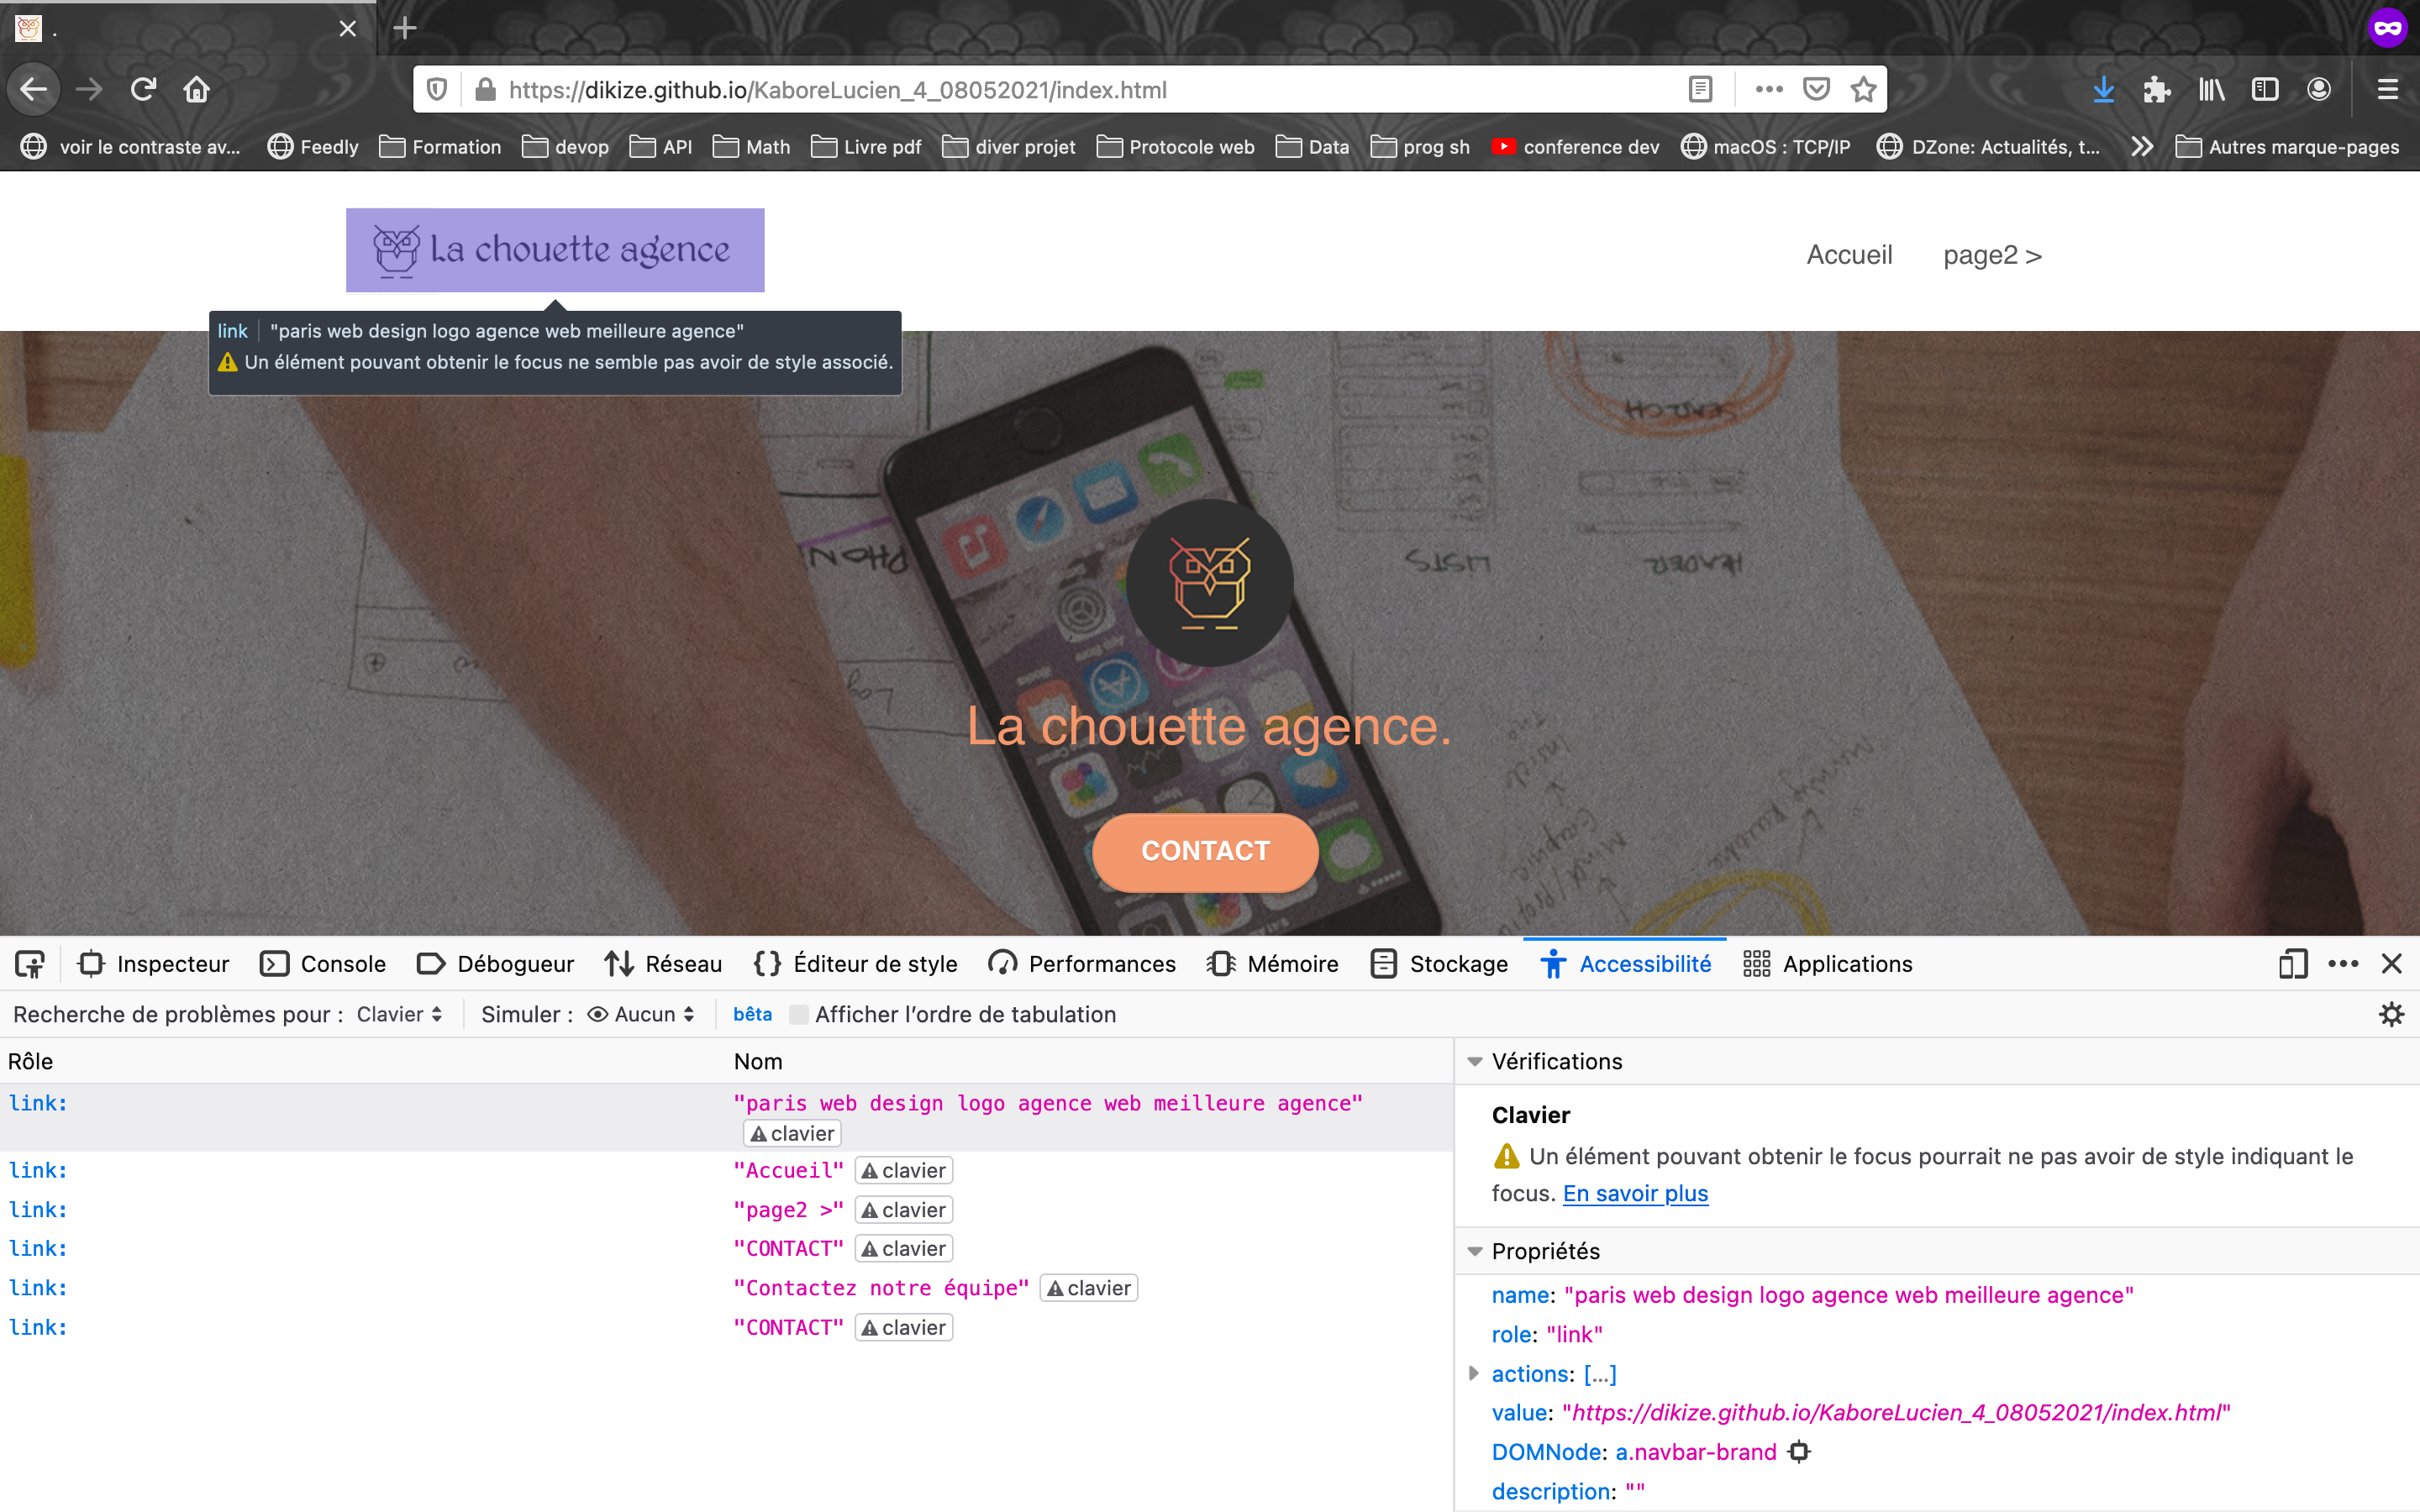 .
https://dikize.github.io/KaboreLucien_4_08052021/index.html
voir le contraste av... Feedly Formation devop API Math Livre pdf diver projet Protocole web Data prog sh conference dev macOS : TCP/IP DZone: Actualités, t... Autres marque-pages
La chouette agence
Accueil page2 >
link "paris web design logo agence web meilleure agence"
Un élément pouvant obtenir le focus ne semble pas avoir de style associé.
SEARCH
PHON
LISTS
HEADER
La chouette agence.
CONTACT
Inspecteur Console Débogueur Réseau Éditeur de style Performances Mémoire Stockage Accessibilité Applications
Recherche de problèmes pour : Clavier Simuler : Aucun bêta Afficher l’ordre de tabulation
Rôle Nom
link: "paris web design logo agence web meilleure agence"
clavier
link: "Accueil" clavier
link: "page2 >" clavier
link: "CONTACT" clavier
link: "Contactez notre équipe" clavier
link: "CONTACT" clavier
Vérifications
Clavier
Un élément pouvant obtenir le focus pourrait ne pas avoir de style indiquant le
focus. En savoir plus
Propriétés
name: "paris web design logo agence web meilleure agence"
role: "link"
actions: […]
value: "https://dikize.github.io/KaboreLucien_4_08052021/index.html"
DOMNode: a.navbar-brand
description: ""